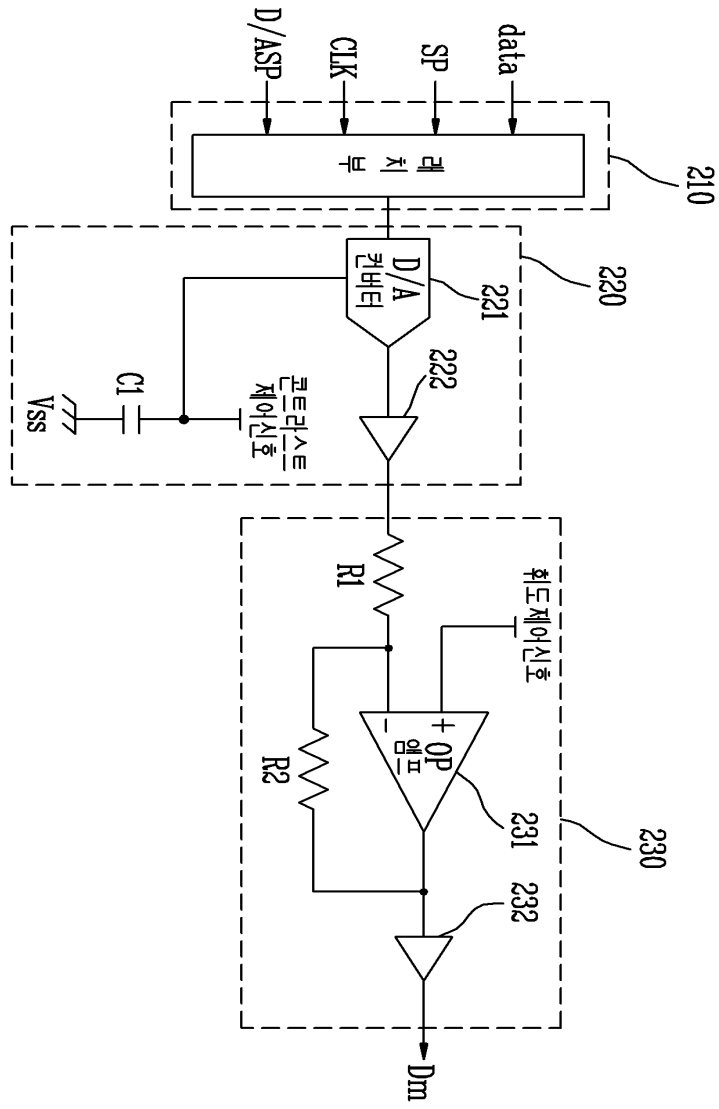 data
SP
CLK
D/ASP
래치
부
210
D/A
컨버터
221
220
222
콘트라스트
제어신호
C1
Vss
R1
휘도제어신호
+
-
OP
앰프
231
R2
230
232
Dm